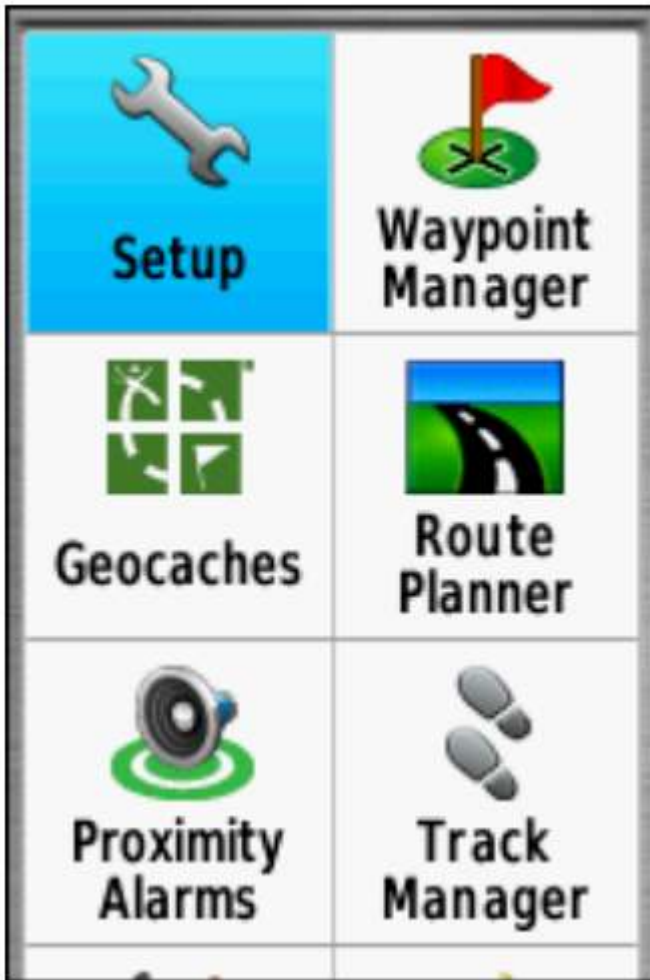 Setup
Waypoint
Manager
Geocaches
Route
Planner
Proximity
Alarms
Track
Manager